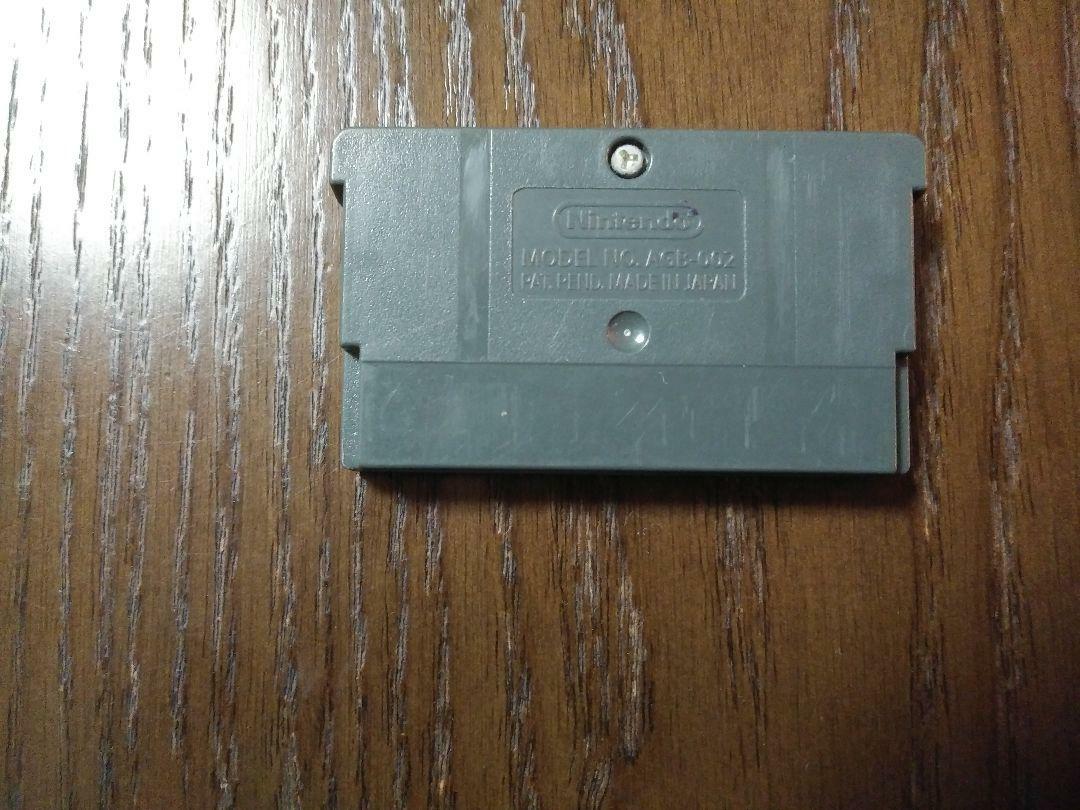 Nintendo
MODEL NO. AGB-002
PAT. PEND. MADE IN JAPAN